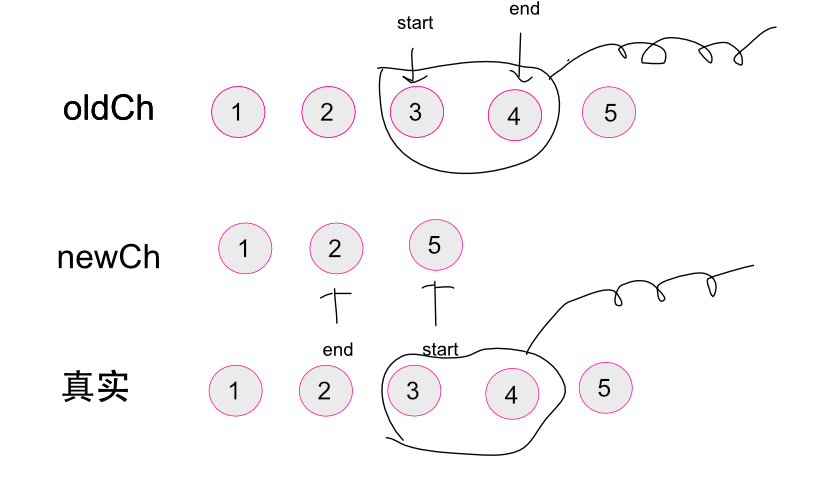 start end
oldCh 1 2 3 4 5
newCh 1 2 5
end start
真实 1 2 3 4 5